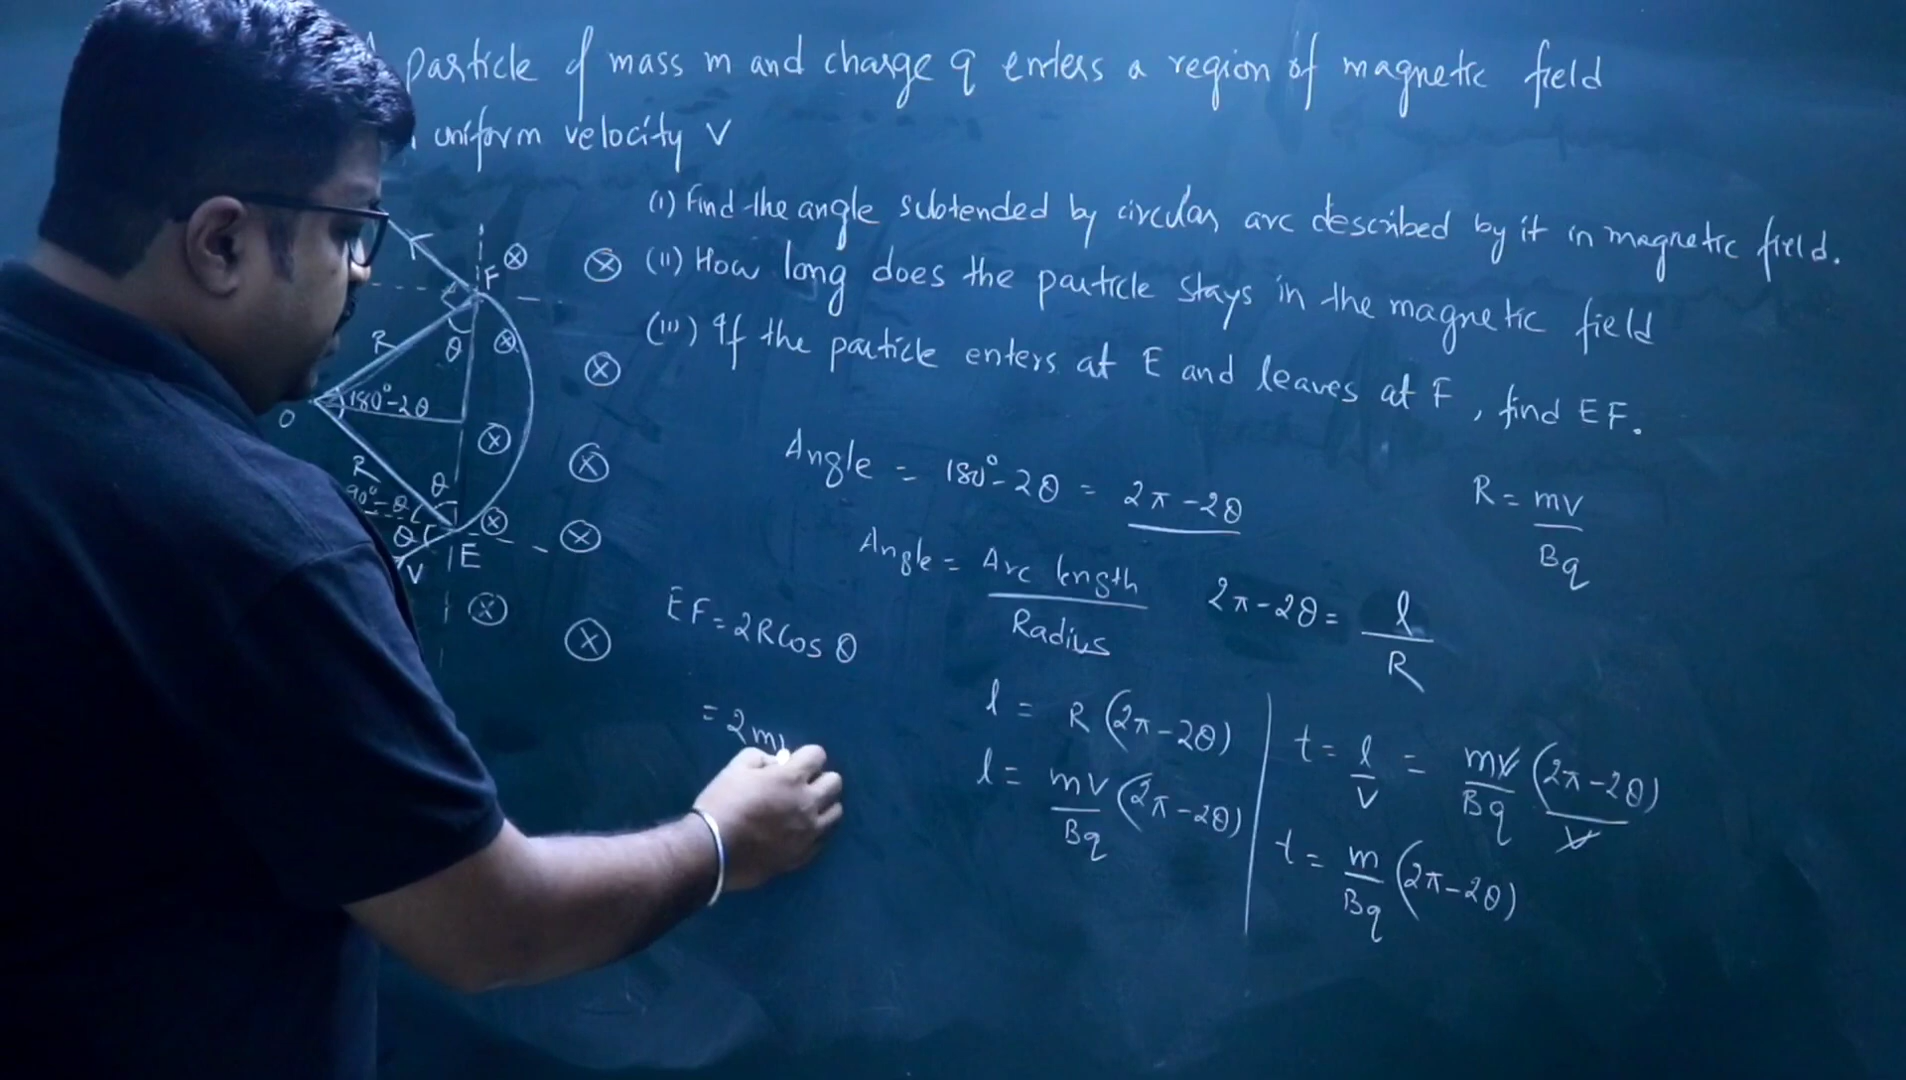 particle of mass m and charge q enters a region of magnetic field
uniform velocity v
(i) Find the angle subtended by circular arc described by it in magnetic field.
(ii) How long does the particle stays in the magnetic field
(iii) If the particle enters at E and leaves at F, find EF.
F
R
θ
180°-2θ
O
R
θ
90°-θ
θ
E
V
Angle = 180°-2θ = 2π-2θ
R = mv/Bq
Angle = Arc length/Radius
2π-2θ = l/R
EF = 2R cos θ
= 2m
l = R(2π-2θ)
l = mv/Bq (2π-2θ)
t = l/v = mv/Bq (2π-2θ)/v
t = m/Bq (2π-2θ)